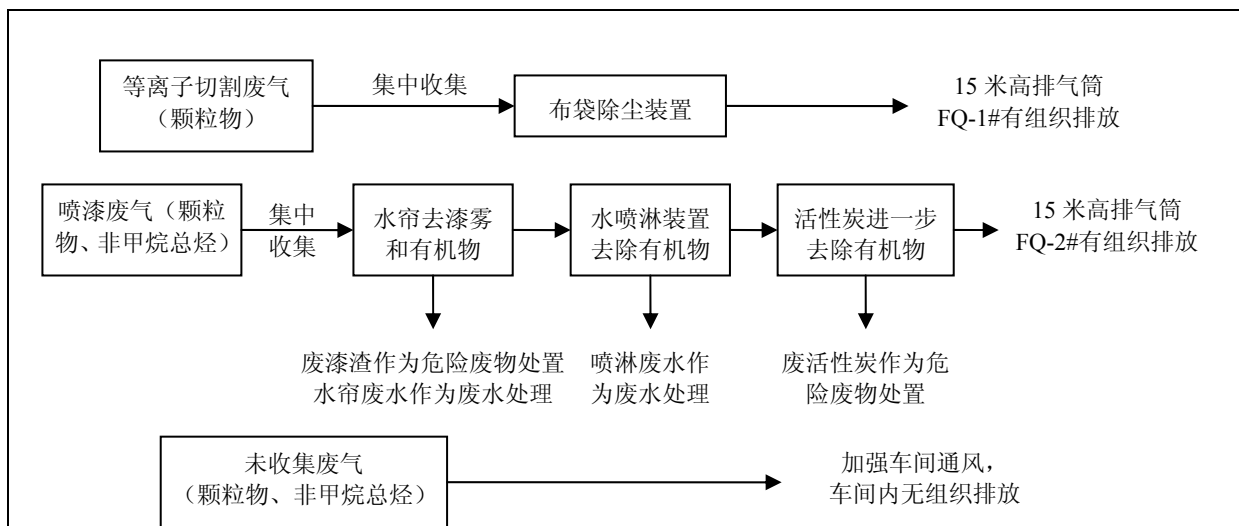 等离子切割废气
（颗粒物）
集中收集
布袋除尘装置
15 米高排气筒
FQ-1#有组织排放
喷漆废气（颗粒
物、非甲烷总烃）
集中
收集
水帘去漆雾
和有机物
水喷淋装置
去除有机物
活性炭进一步
去除有机物
15 米高排气筒
FQ-2#有组织排放
废漆渣作为危险废物处置
水帘废水作为废水处理
喷淋废水作
为废水处理
废活性炭作为危
险废物处置
未收集废气
（颗粒物、非甲烷总烃）
加强车间通风，
车间内无组织排放